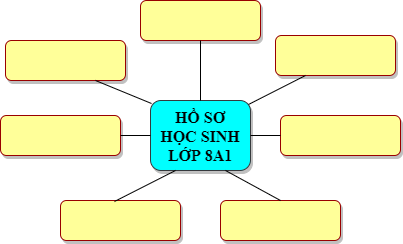 HỒ SƠ
HỌC SINH
LỚP 8A1